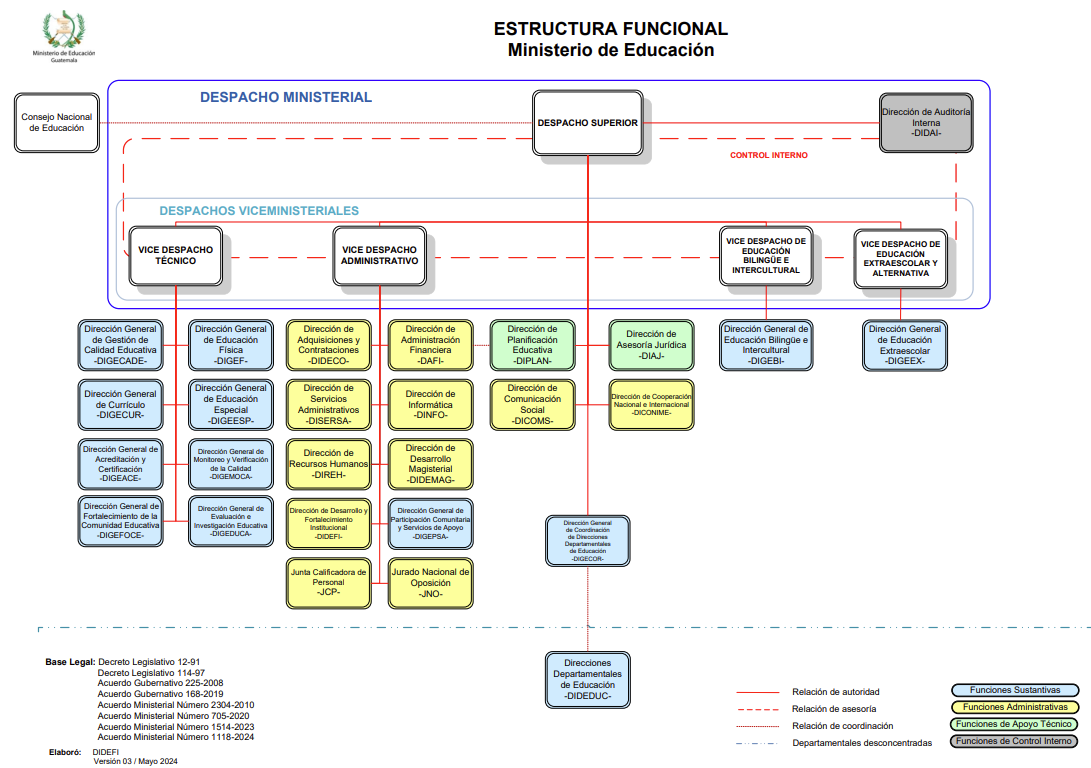 ESTRUCTURA FUNCIONAL
Ministerio de Educación
Ministerio de Educación
Guatemala
DESPACHO MINISTERIAL
Consejo Nacional
de Educación
DESPACHO SUPERIOR
Dirección de Auditoría
Interna
-DIDAI-
CONTROL INTERNO
DESPACHOS VICEMINISTERIALES
VICE DESPACHO
TÉCNICO
VICE DESPACHO
ADMINISTRATIVO
VICE DESPACHO DE
EDUCACIÓN
BILINGÜE E
INTERCULTURAL
VICE DESPACHO DE
EDUCACIÓN
EXTRAESCOLAR Y
ALTERNATIVA
Dirección General
de Gestión de
Calidad Educativa
-DIGECADE-
Dirección General
de Educación
Física
-DIGEF-
Dirección de
Adquisiciones y
Contrataciones
-DIDECO-
Dirección de
Administración
Financiera
-DAFI-
Dirección de
Planificación
Educativa
-DIPLAN-
Dirección de
Asesoría Jurídica
-DIAJ-
Dirección General de
Educación Bilingüe e
Intercultural
-DIGEBI-
Dirección General
de Educación
Extraescolar
-DIGEEX-
Dirección General
de Currículo
-DIGECUR-
Dirección General
de Educación
Especial
-DIGEESP-
Dirección de
Servicios
Administrativos
-DISERSA-
Dirección de
Informática
-DINFO-
Dirección de
Comunicación
Social
-DICOMS-
Dirección de Cooperación
Nacional e Internacional
-DICONIME-
Dirección General de
Acreditación y
Certificación
-DIGEACE-
Dirección General de
Monitoreo y Verificación
de la Calidad
-DIGEMOCA-
Dirección de
Recursos Humanos
-DIREH-
Dirección de
Desarrollo
Magisterial
-DIDEMAG-
Dirección General de
Fortalecimiento de la
Comunidad Educativa
-DIGEFOCE-
Dirección General de
Evaluación e
Investigación Educativa
-DIGEDUCA-
Dirección de Desarrollo y
Fortalecimiento
Institucional
-DIDEFI-
Dirección General de
Participación Comunitaria
y Servicios de Apoyo
-DIGEPSA-
Dirección General
de Coordinación
de Direcciones
Departamentales
de Educación
-DIGECOR-
Junta Calificadora de
Personal
-JCP-
Jurado Nacional de
Oposición
-JNO-
Direcciones
Departamentales
de Educación
-DIDEDUC-
Base Legal: Decreto Legislativo 12-91
Decreto Legislativo 114-97
Acuerdo Gubernativo 225-2008
Acuerdo Gubernativo 168-2019
Acuerdo Ministerial Número 2304-2010
Acuerdo Ministerial Número 705-2020
Acuerdo Ministerial Número 1514-2023
Acuerdo Ministerial Número 1118-2024
Elaboró: DIDEFI
Versión 03 / Mayo 2024
Relación de autoridad
Relación de asesoría
Relación de coordinación
Departamentales desconcentradas
Funciones Sustantivas
Funciones Administrativas
Funciones de Apoyo Técnico
Funciones de Control Interno